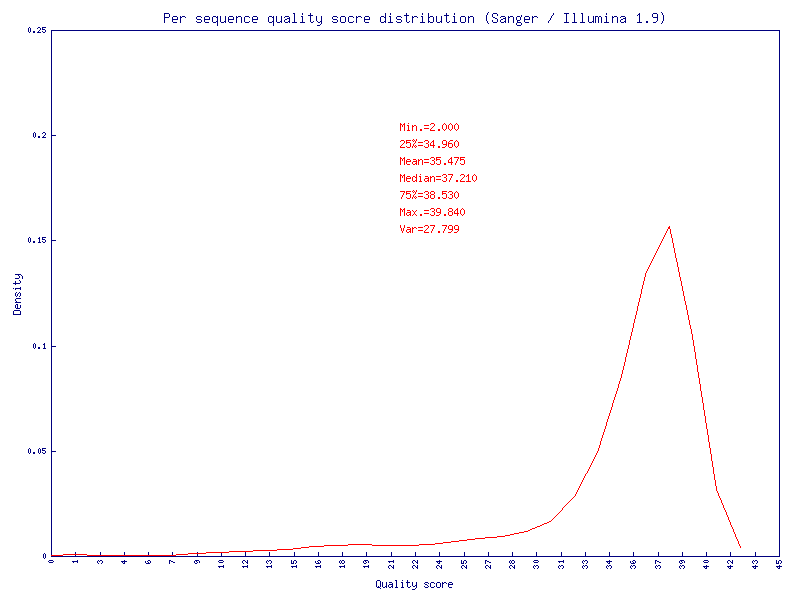 Per sequence quality socre distribution (Sanger / Illumina 1.9)
0.25
0.2
0.15
0.1
0.05
0
Density
Min.=2.000
25%=34.960
Mean=35.475
Median=37.210
75%=38.530
Max.=39.840
Var=27.799
0 1 3 4 6 7 9 10 12 13 15 16 18 19 21 22 24 25 27 28 30 31 33 34 36 37 39 40 42 43 45
Quality score